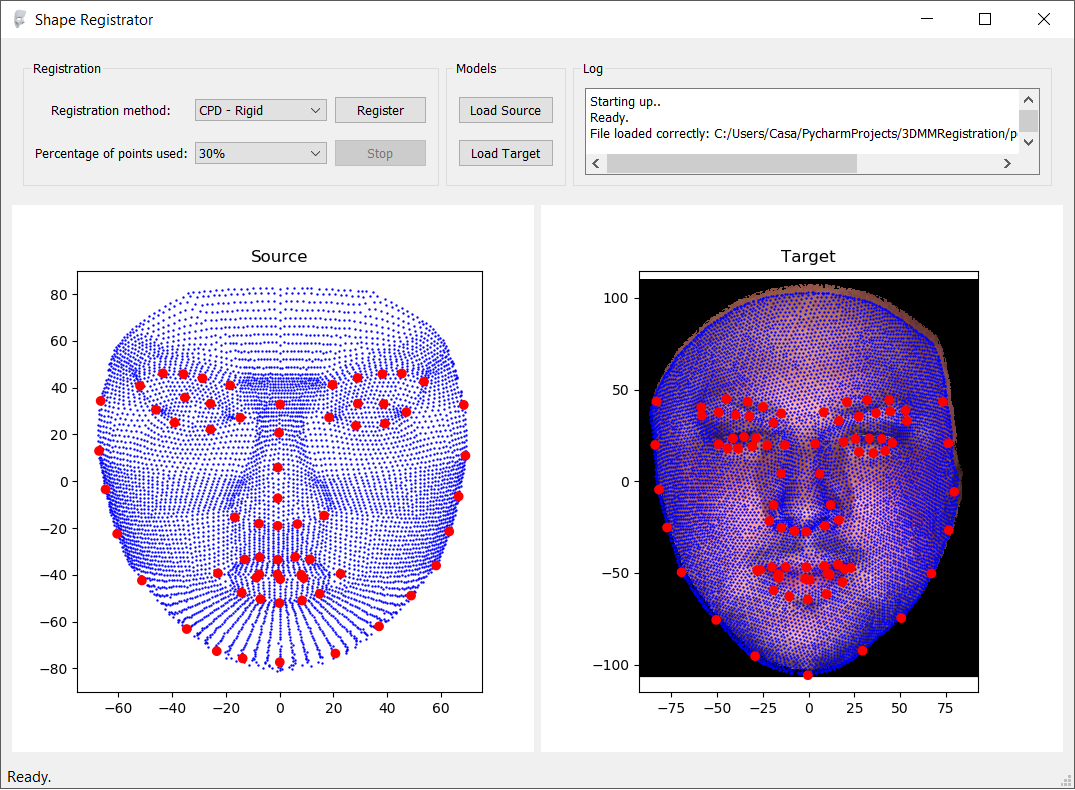 Shape Registrator
Registration
Registration method:
CPD - Rigid
Register
Percentage of points used:
30%
Stop
Models
Load Source
Load Target
Log
Starting up..
Ready.
File loaded correctly: C:/Users/Casa/PycharmProjects/3DMMRegistration/p
Source
80
60
40
20
0
−20
−40
−60
−80
−60 −40 −20 0 20 40 60
Target
100
50
0
−50
−100
−75 −50 −25 0 25 50 75
Ready.